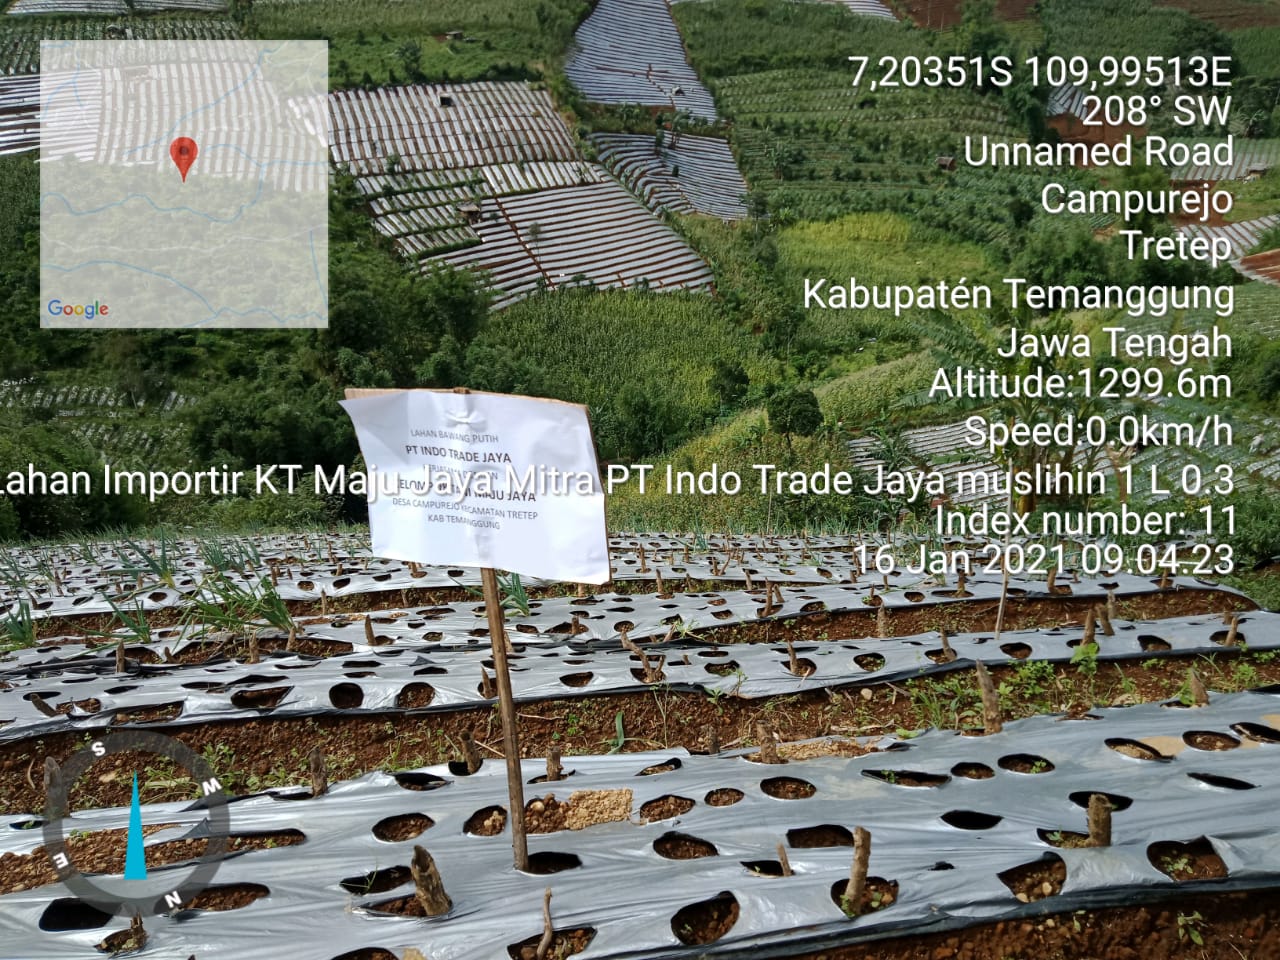 7,20351S 109,99513E
208° SW
Unnamed Road
Campurejo
Tretep
Kabupatén Temanggung
Jawa Tengah
Altitude:1299.6m
Speed:0.0km/h
Lahan Importir KT Maju Jaya Mitra PT Indo Trade Jaya muslihin 1 L 0.3
Index number: 11
16 Jan 2021 09.04.23
Google
LAHAN BAWANG PUTIH
PT INDO TRADE JAYA
MAJU JAYA
DESA CAMPUREJO KECAMATAN TRETEP
KAB TEMANGGUNG
S
W
E
N